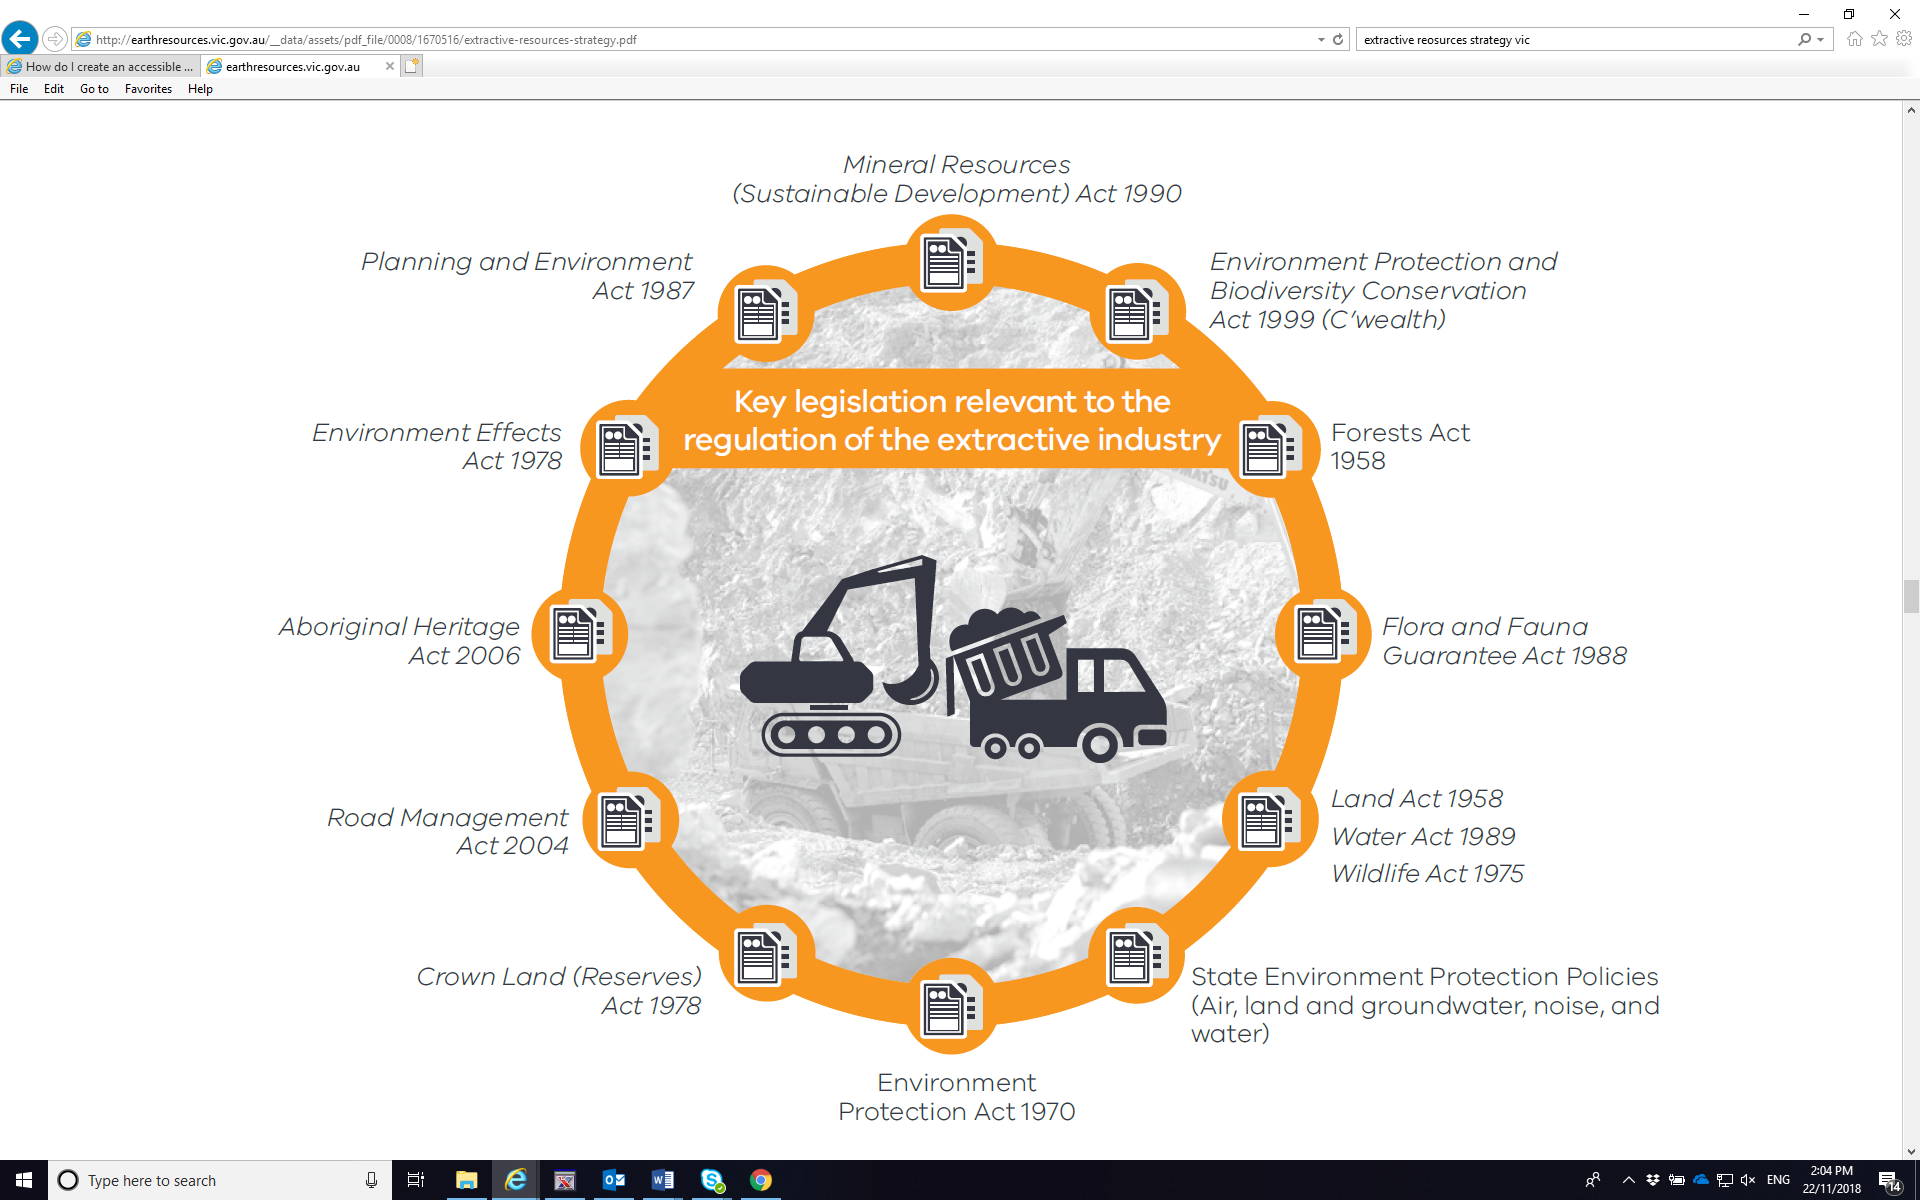 http://earthresources.vic.gov.au/__data/assets/pdf_file/0008/1670516/extractive-resources-strategy.pdf
extractive reosurces strategy vic
How do I create an accessible ...
earthresources.vic.gov.au
File Edit Go to Favorites Help
Mineral Resources
(Sustainable Development) Act 1990
Planning and Environment
Act 1987
Environment Protection and
Biodiversity Conservation
Act 1999 (C'wealth)
Key legislation relevant to the
regulation of the extractive industry
Environment Effects
Act 1978
Forests Act
1958
Aboriginal Heritage
Act 2006
Flora and Fauna
Guarantee Act 1988
Road Management
Act 2004
Land Act 1958
Water Act 1989
Wildlife Act 1975
Crown Land (Reserves)
Act 1978
State Environment Protection Policies
(Air, land and groundwater, noise, and
water)
Environment
Protection Act 1970
Type here to search
ENG
2:04 PM
22/11/2018
14